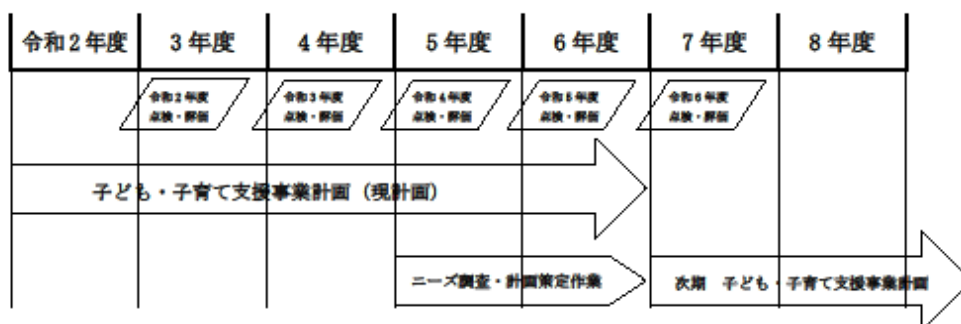 令和2年度 3年度 4年度 5年度 6年度 7年度 8年度
令和2年度 令和3年度 令和4年度 令和5年度 令和6年度
点検・評価 点検・評価 点検・評価 点検・評価 点検・評価
子ども・子育て支援事業計画（現計画）
ニーズ調査・計画策定作業 次期 子ども・子育て支援事業計画